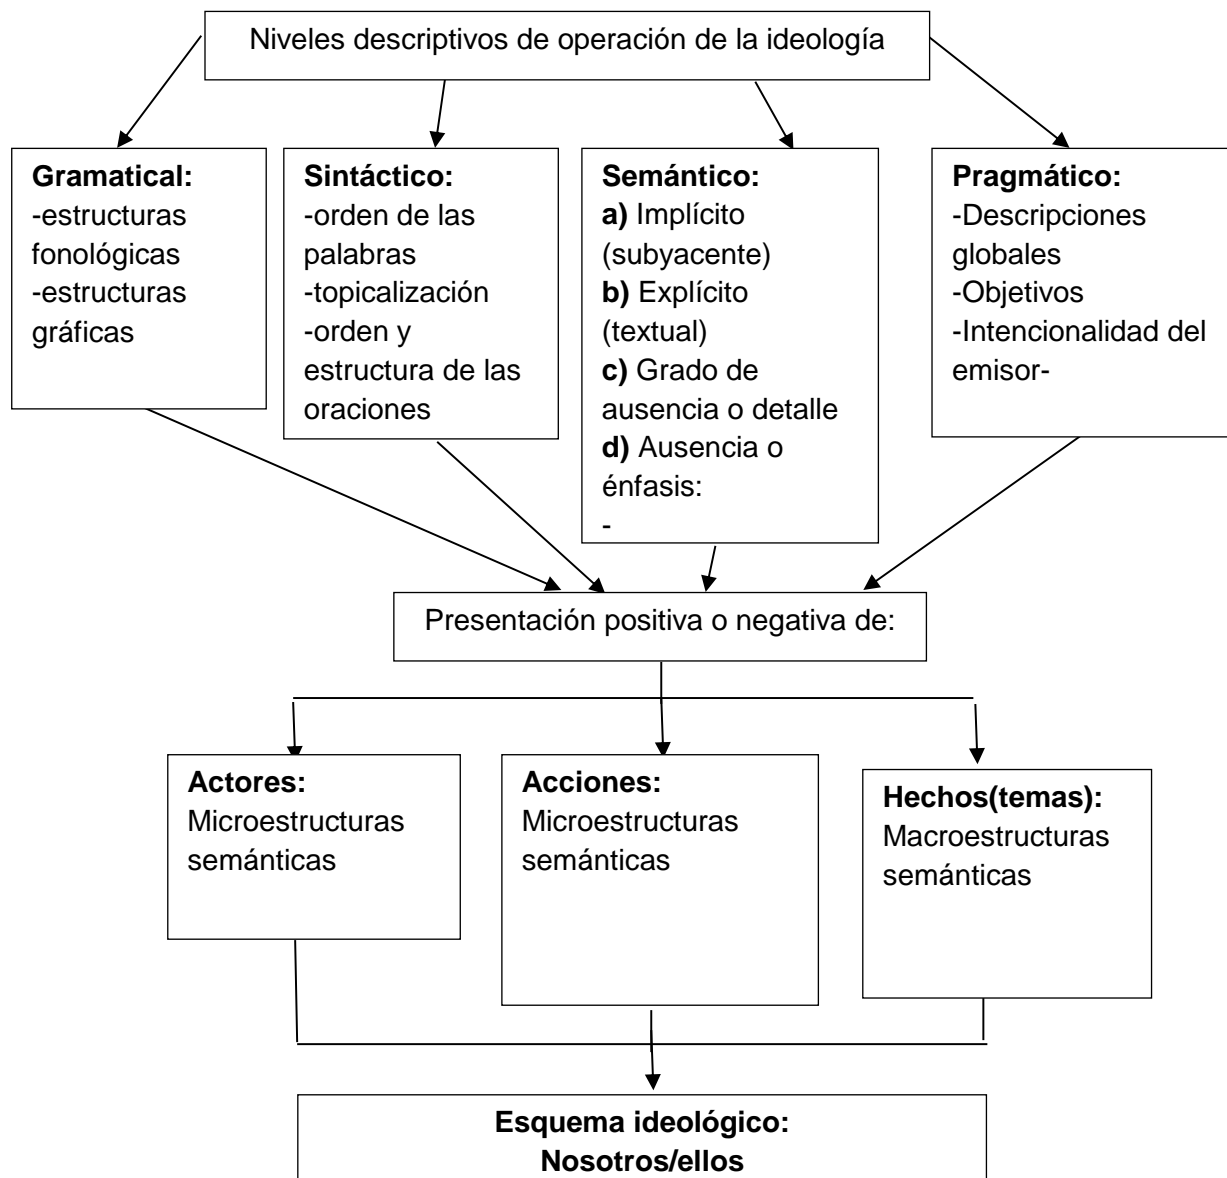 Niveles descriptivos de operación de la ideología
Gramatical:
-estructuras
fonológicas
-estructuras
gráficas
Sintáctico:
-orden de las
palabras
-topicalización
-orden y
estructura de las
oraciones
Semántico:
a) Implícito
(subyacente)
b) Explícito
(textual)
c) Grado de
ausencia o detalle
d) Ausencia o
énfasis:
-
Pragmático:
-Descripciones
globales
-Objetivos
-Intencionalidad del
emisor-
Presentación positiva o negativa de:
Actores:
Microestructuras
semánticas
Acciones:
Microestructuras
semánticas
Hechos(temas):
Macroestructuras
semánticas
Esquema ideológico:
Nosotros/ellos